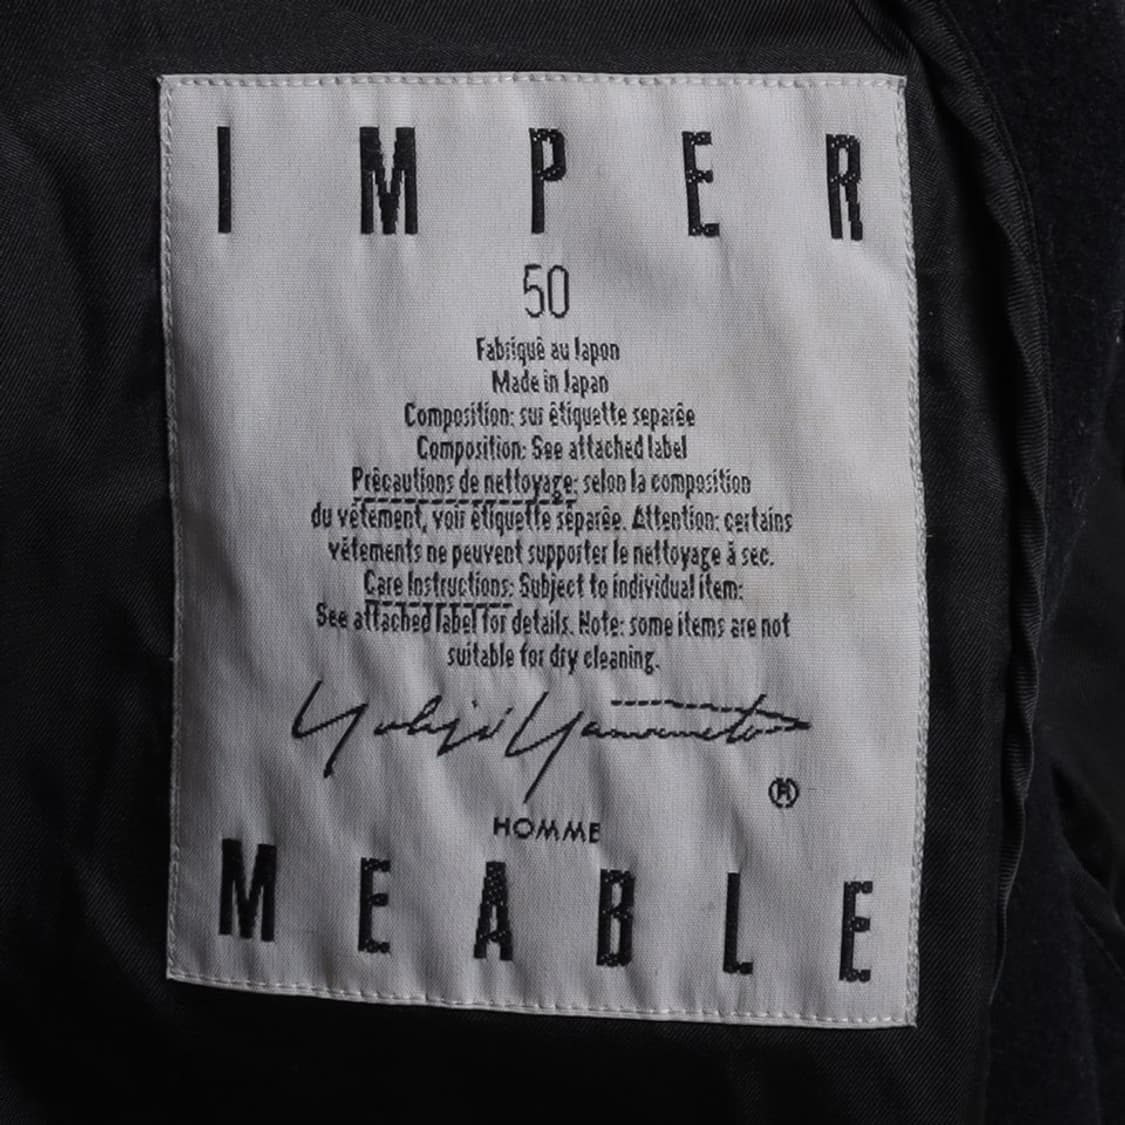 IMPER
50
Fabriqué au Japon
Made in Japan
Composition: sur étiquette separée
Composition: See attached label
Précautions de nettoyage: selon la composition
du vêtement, voir étiquette séparée. Attention: certains
vêtements ne peuvent supporter le nettoyage à sec.
Care Instructions: Subject to individual item:
See attached label for details. Note: some items are not
suitable for dry cleaning.
Yohji Yamamoto
®
HOMME
MEABLE